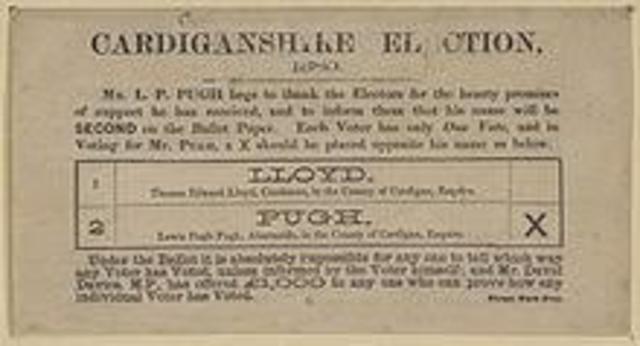 CARDIGANSHIRE ELECTION,
1880.
MR. L. P. PUGH begs to thank the Electors for the hearty promises
of support he has received, and to inform them that his name will be
SECOND on the Ballot Paper. Each Voter has only One Vote, and in
Voting for Mr. PUGH, a X should be placed opposite his name as below.
1 LLOYD,
Thomas Edward Lloyd, Coedmore, in the County of Cardigan, Esquire.
2 PUGH, X
Lewis Pugh Pugh, Abermaide, in the County of Cardigan, Esquire.
Under the Ballot it is absolutely impossible for any one to tell which way
any Voter has Voted, unless informed by the Voter himself; and Mr. David
Davies, M.P., has offered £1,000 to any one who can prove how any
individual Voter has Voted.